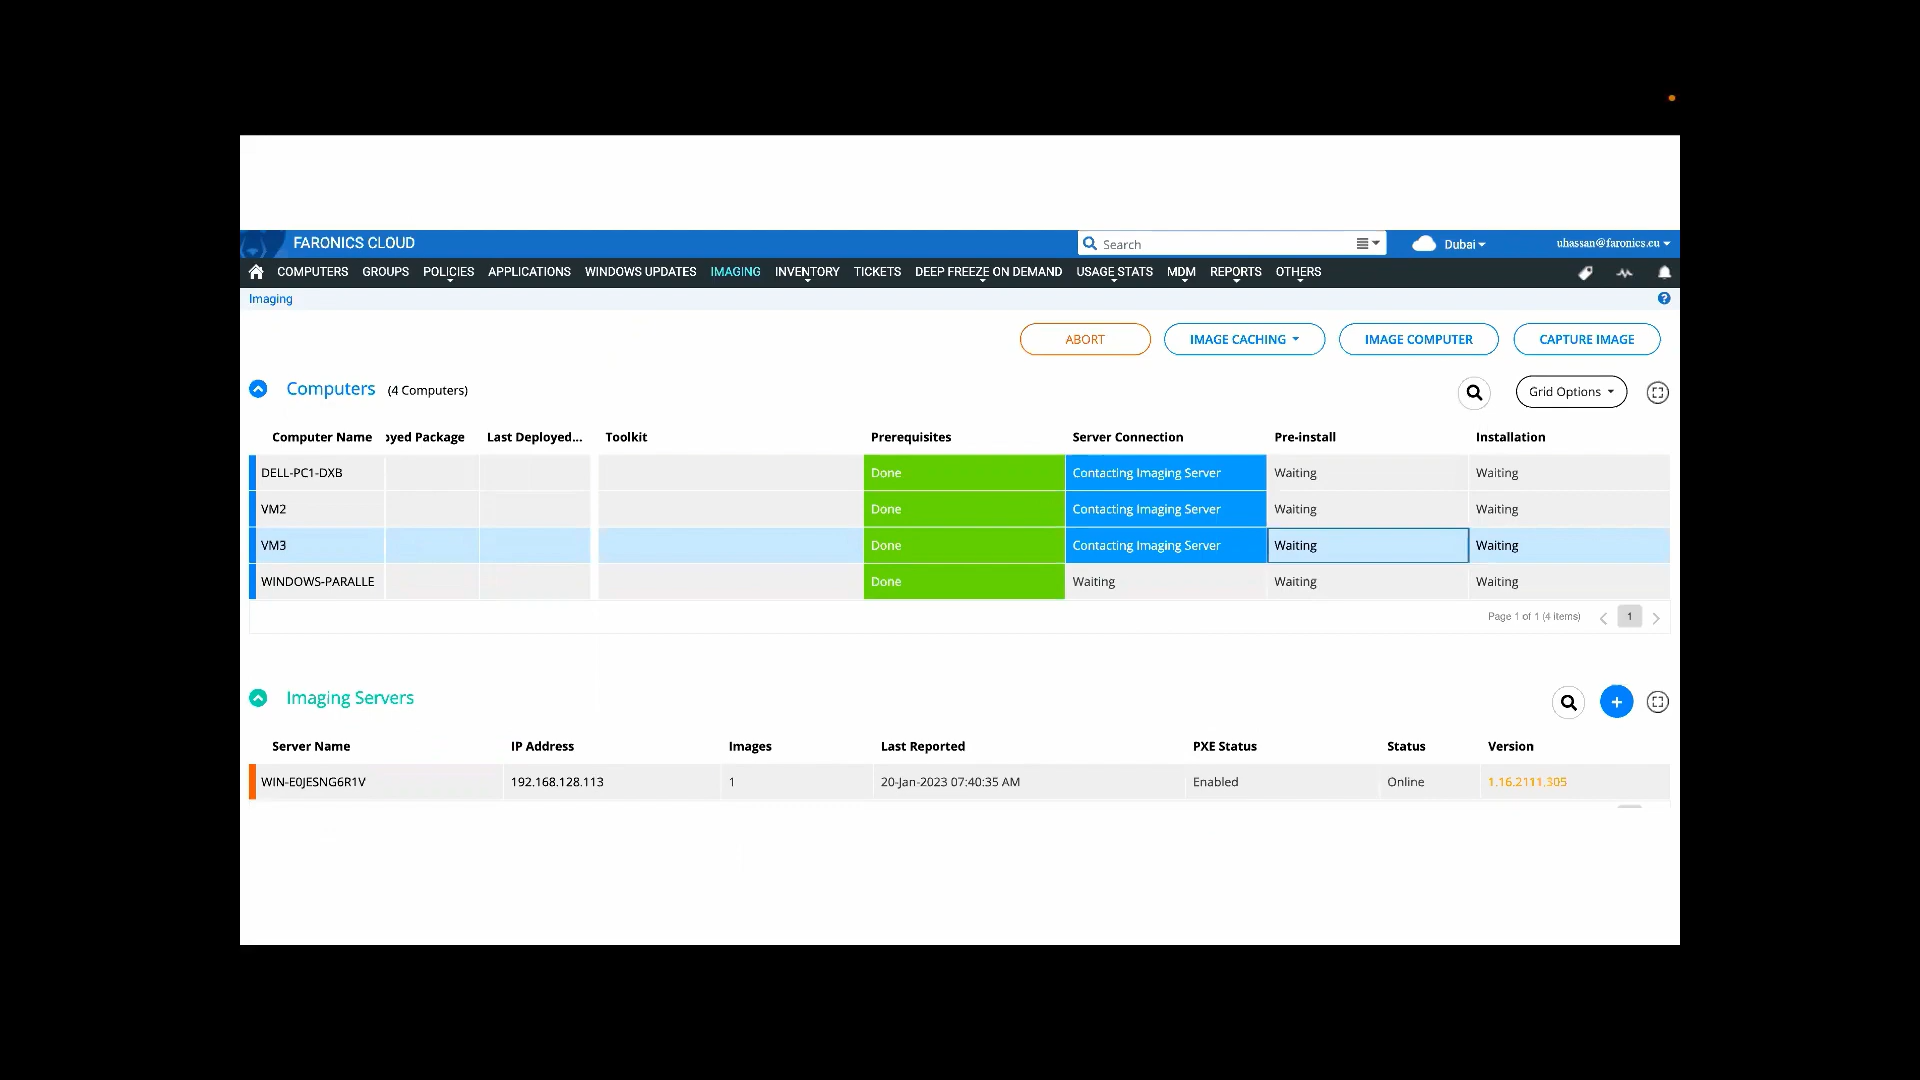 FARONICS CLOUD Search Dubai uhassan@faronics.eu
COMPUTERS GROUPS POLICIES APPLICATIONS WINDOWS UPDATES IMAGING INVENTORY TICKETS DEEP FREEZE ON DEMAND USAGE STATS MDM REPORTS OTHERS
Imaging ?
ABORT IMAGE CACHING IMAGE COMPUTER CAPTURE IMAGE
Computers (4 Computers) Grid Options
Computer Name oyed Package Last Deployed... Toolkit Prerequisites Server Connection Pre-install Installation
DELL-PC1-DXB Done Contacting Imaging Server Waiting Waiting
VM2 Done Contacting Imaging Server Waiting Waiting
VM3 Done Contacting Imaging Server Waiting Waiting
WINDOWS-PARALLE Done Waiting Waiting Waiting
Page 1 of 1 (4 items) 1
Imaging Servers
Server Name IP Address Images Last Reported PXE Status Status Version
WIN-E0JESNG6R1V 192.168.128.113 1 20-Jan-2023 07:40:35 AM Enabled Online 1.16.2111.305